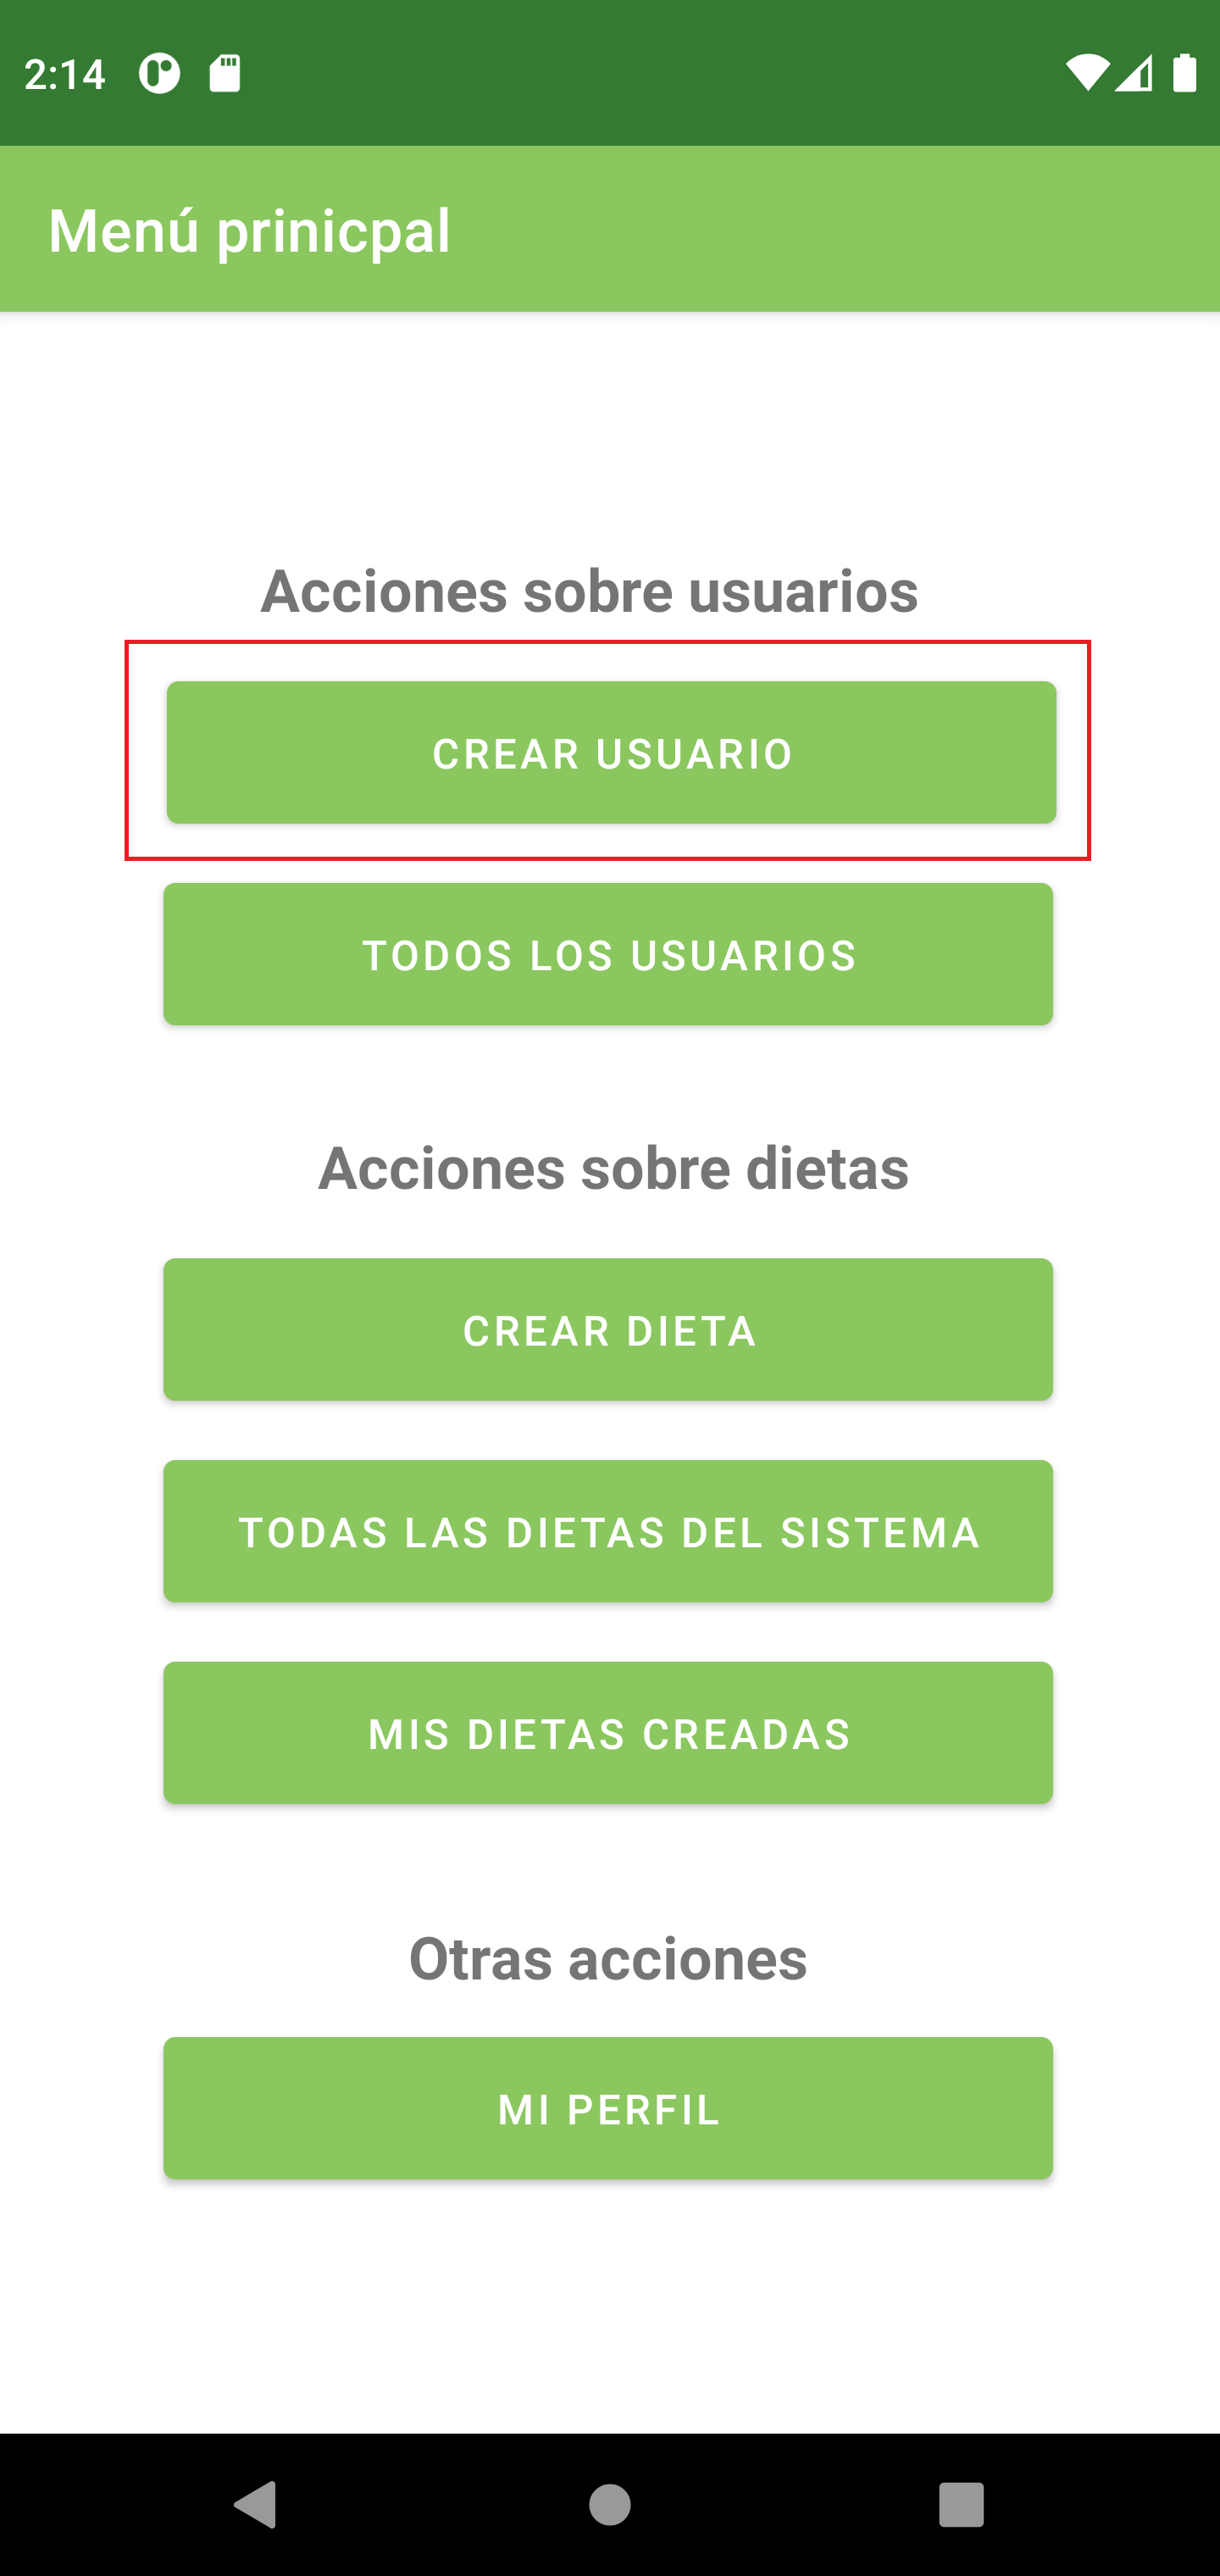 2:14
Menú prinicpal
Acciones sobre usuarios
CREAR USUARIO
TODOS LOS USUARIOS
Acciones sobre dietas
CREAR DIETA
TODAS LAS DIETAS DEL SISTEMA
MIS DIETAS CREADAS
Otras acciones
MI PERFIL